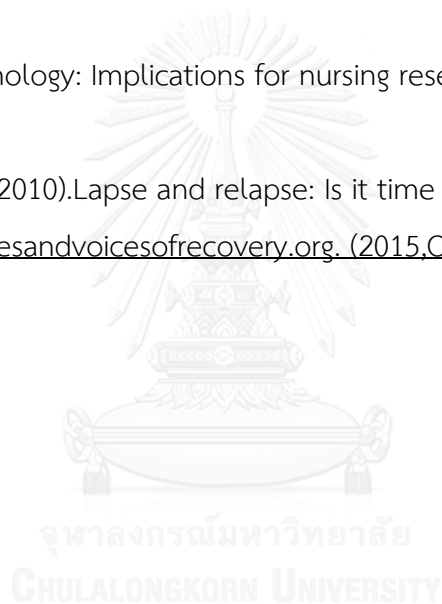 nology: Implications for nursing rese
2010).Lapse and relapse: Is it time
esandvoicesofrecovery.org. (2015,O
จุฬาลงกรณ์มหาวิทยาลัย
CHULALONGKORN UNIVERSITY